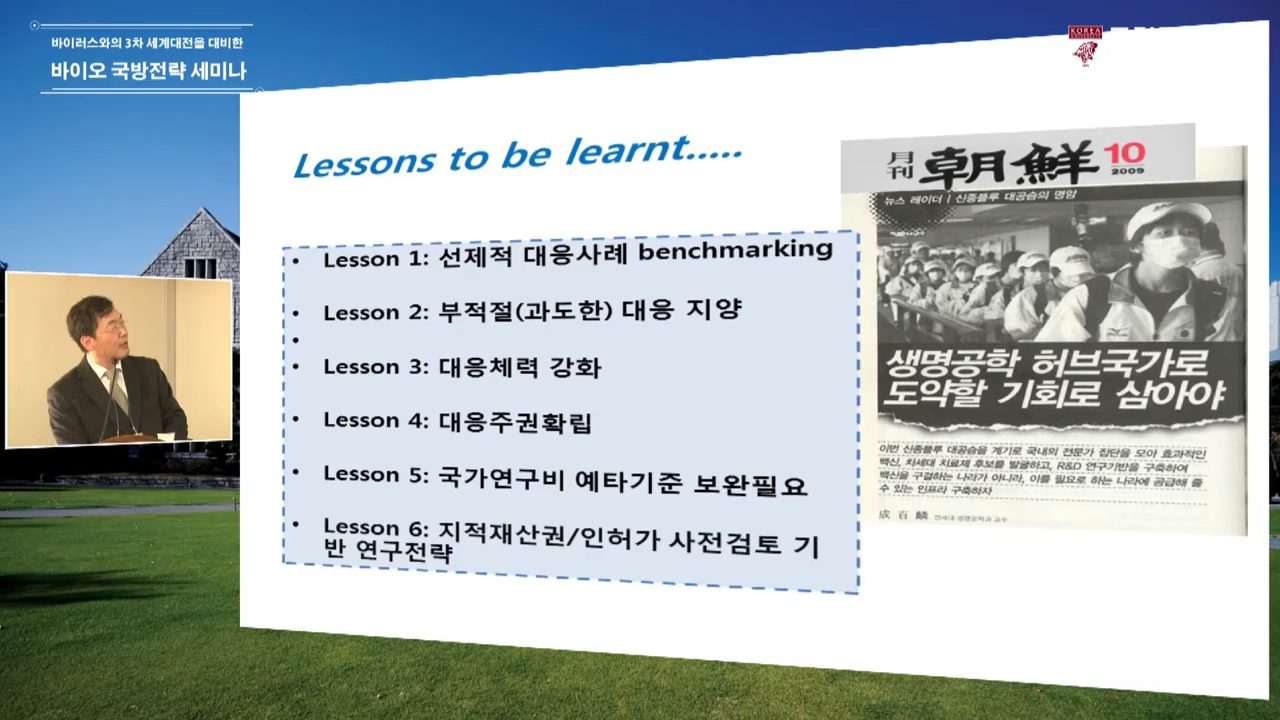 바이러스와의 3차 세계대전을 대비한
바이오 국방전략 세미나
KOREA
Lessons to be learnt.....
• Lesson 1: 선제적 대응사례 benchmarking
• Lesson 2: 부적절(과도한) 대응 지양
•
• Lesson 3: 대응체력 강화
• Lesson 4: 대응주권확립
• Lesson 5: 국가연구비 예타기준 보완필요
• Lesson 6: 지적재산권/인허가 사전검토 기
반 연구전략
月刊 朝鮮 10
2009
뉴스 레이더 | 신종플루 대공습의 명암
생명공학 허브국가로
도약할 기회로 삼아야
이번 신종플루 대공습을 계기로 국내의 전문가 집단을 모아 효과적인
백신, 차세대 치료제 후보를 발굴하고, R&D 연구기반을 구축하여
백신을 구걸하는 나라가 아니라, 이를 필요로 하는 나라에 공급해 줄
수 있는 인프라 구축하자
成百麟 연세대 생명공학과 교수